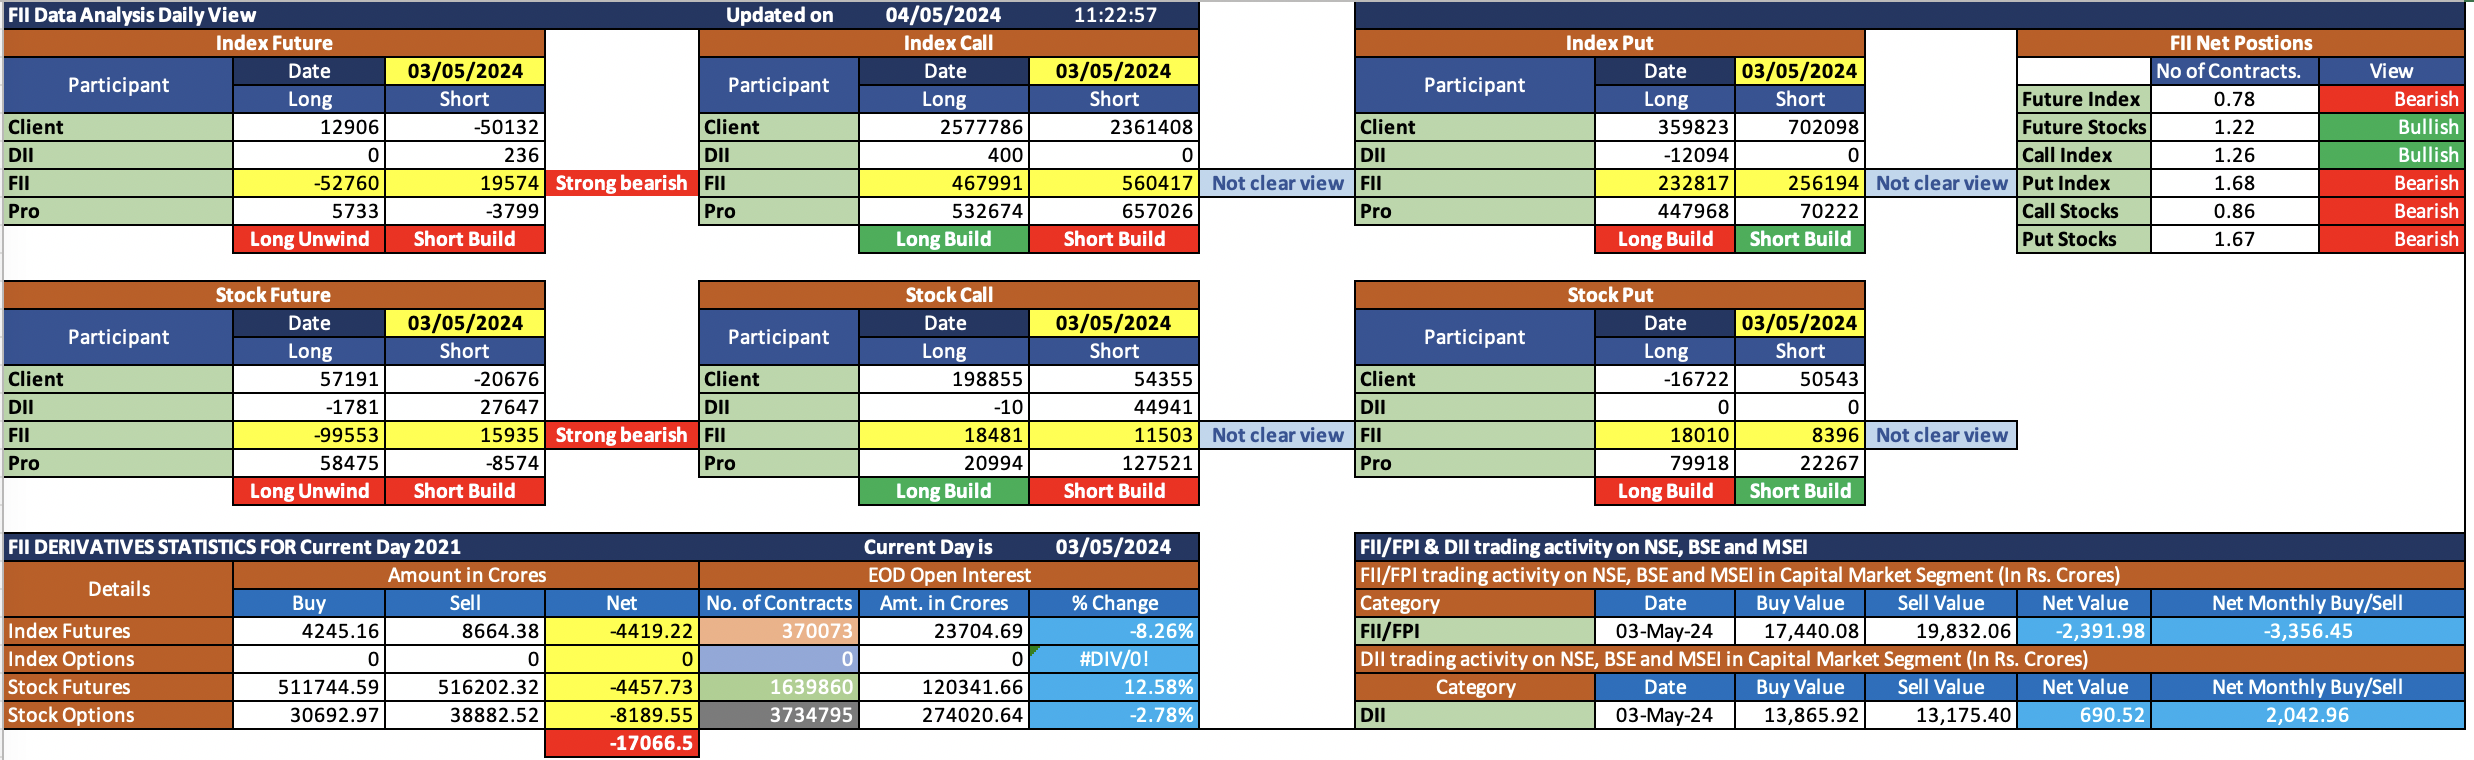 FII Data Analysis Daily View Updated on 04/05/2024 11:22:57
Index Future Index Call Index Put FII Net Postions
Participant Date 03/05/2024 Participant Date 03/05/2024 Participant Date 03/05/2024 No of Contracts. View
Long Short Long Short Long Short Future Index 0.78 Bearish
Client 12906 -50132 Client 2577786 2361408 Client 359823 702098 Future Stocks 1.22 Bullish
DII 0 236 DII 400 0 DII -12094 0 Call Index 1.26 Bullish
FII -52760 19574 Strong bearish FII 467991 560417 Not clear view FII 232817 256194 Not clear view Put Index 1.68 Bearish
Pro 5733 -3799 Pro 532674 657026 Pro 447968 70222 Call Stocks 0.86 Bearish
Long Unwind Short Build Long Build Short Build Long Build Short Build Put Stocks 1.67 Bearish
Stock Future Stock Call Stock Put
Participant Date 03/05/2024 Participant Date 03/05/2024 Participant Date 03/05/2024
Long Short Long Short Long Short
Client 57191 -20676 Client 198855 54355 Client -16722 50543
DII -1781 27647 DII -10 44941 DII 0 0
FII -99553 15935 Strong bearish FII 18481 11503 Not clear view FII 18010 8396 Not clear view
Pro 58475 -8574 Pro 20994 127521 Pro 79918 22267
Long Unwind Short Build Long Build Short Build Long Build Short Build
FII DERIVATIVES STATISTICS FOR Current Day 2021 Current Day is 03/05/2024 FII/FPI & DII trading activity on NSE, BSE and MSEI
Details Amount in Crores EOD Open Interest FII/FPI trading activity on NSE, BSE and MSEI in Capital Market Segment (In Rs. Crores)
Buy Sell Net No. of Contracts Amt. in Crores % Change Category Date Buy Value Sell Value Net Value Net Monthly Buy/Sell
Index Futures 4245.16 8664.38 -4419.22 370073 23704.69 -8.26% FII/FPI 03-May-24 17,440.08 19,832.06 -2,391.98 -3,356.45
Index Options 0 0 0 0 0 #DIV/0! DII trading activity on NSE, BSE and MSEI in Capital Market Segment (In Rs. Crores)
Stock Futures 511744.59 516202.32 -4457.73 1639860 120341.66 12.58% Category Date Buy Value Sell Value Net Value Net Monthly Buy/Sell
Stock Options 30692.97 38882.52 -8189.55 3734795 274020.64 -2.78% DII 03-May-24 13,865.92 13,175.40 690.52 2,042.96
-17066.5